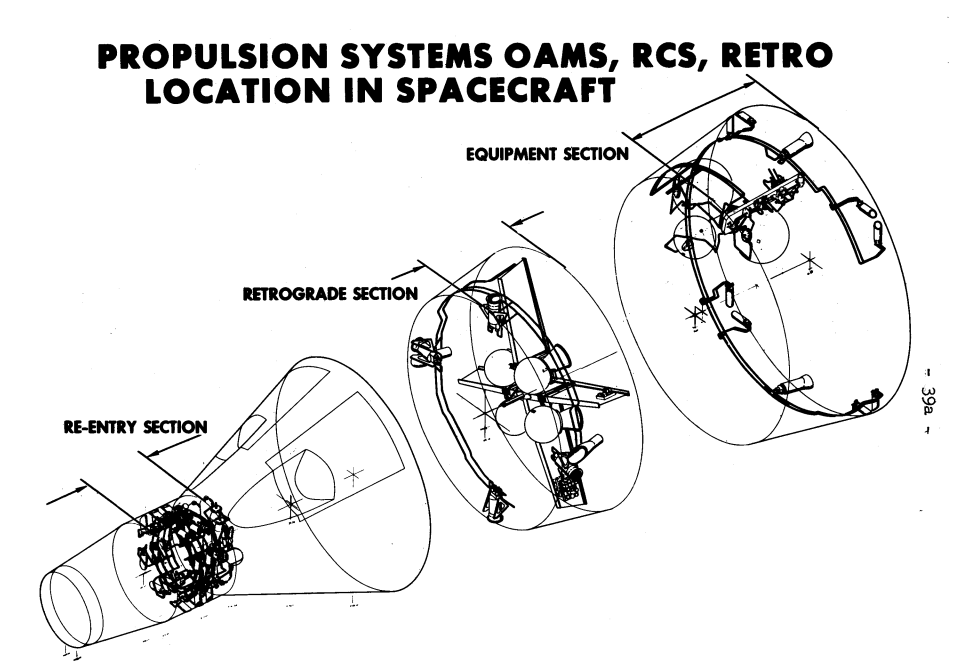 PROPULSION SYSTEMS OAMS, RCS, RETRO
LOCATION IN SPACECRAFT
EQUIPMENT SECTION
RETROGRADE SECTION
RE-ENTRY SECTION
- 39a -